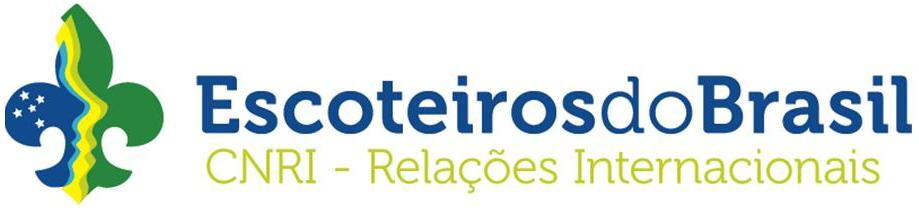 EscoteirosdoBrasil
CNRI - Relações Internacionais